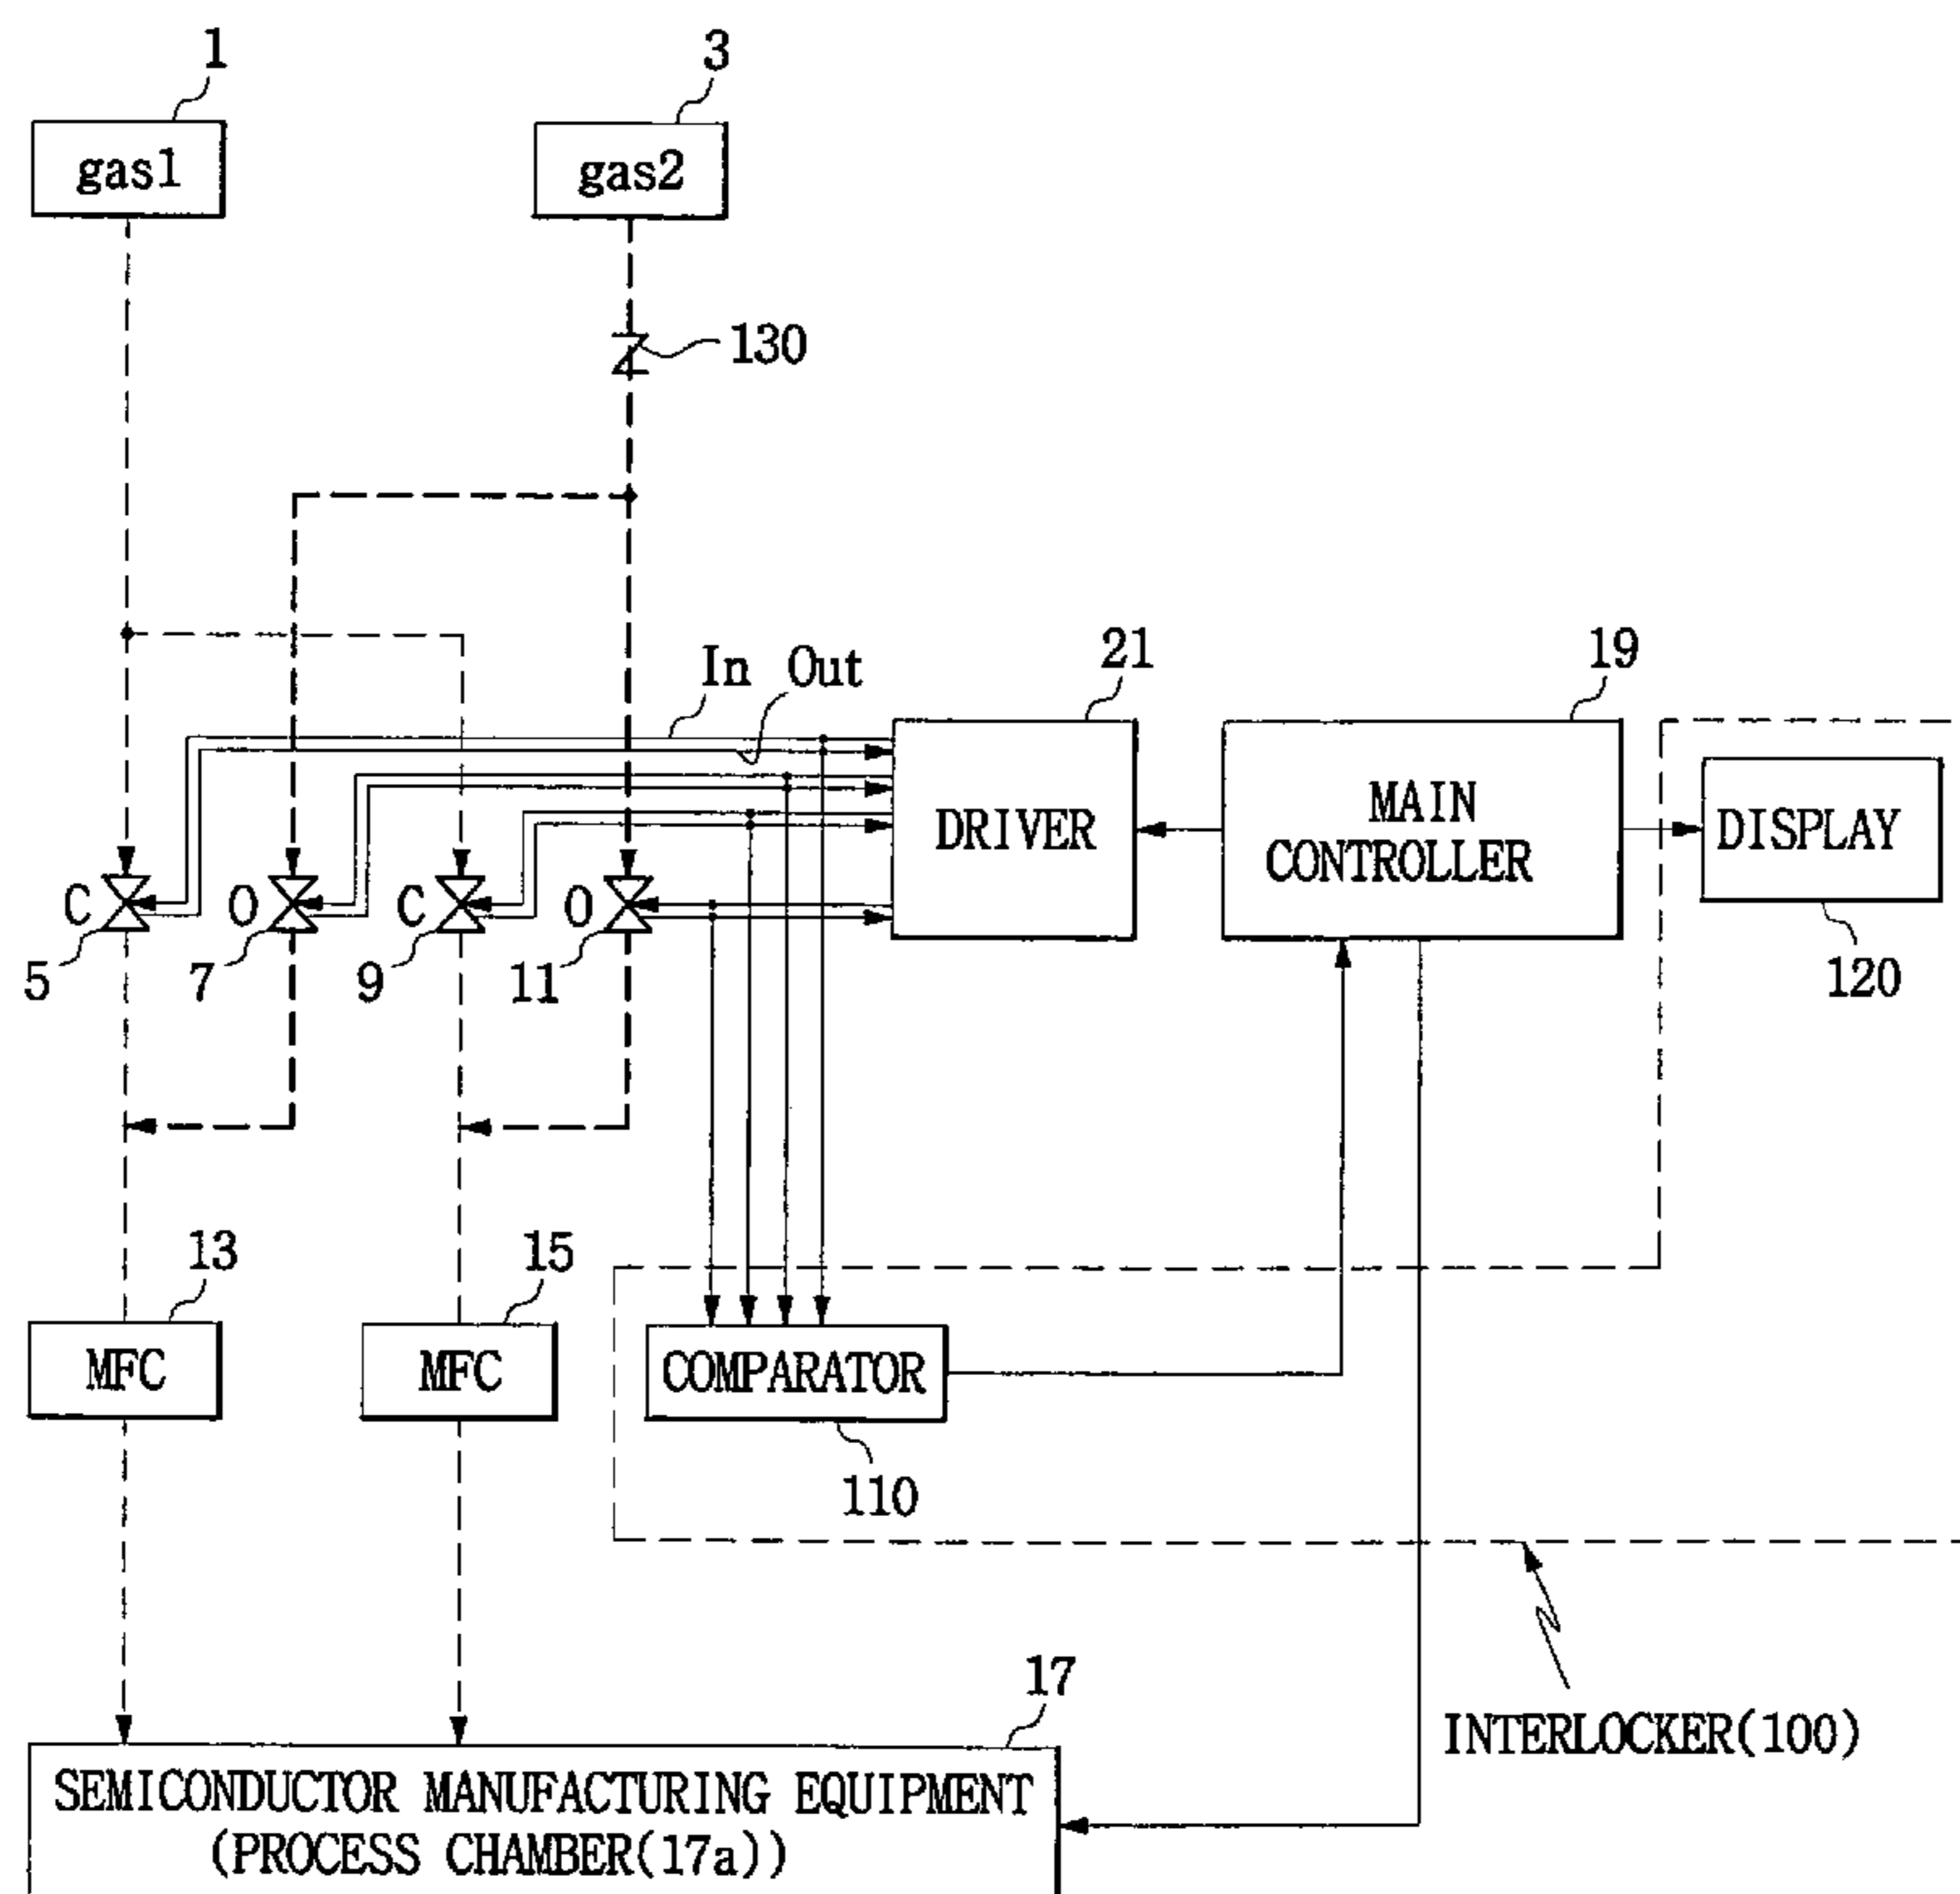 1
3
gas1
gas2
130
In Out
21
19
DRIVER
MAIN
CONTROLLER
DISPLAY
C
O
C
O
5
7
9
11
120
13
15
MFC
MFC
COMPARATOR
110
17
INTERLOCKER(100)
SEMICONDUCTOR MANUFACTURING EQUIPMENT
(PROCESS CHAMBER(17a))